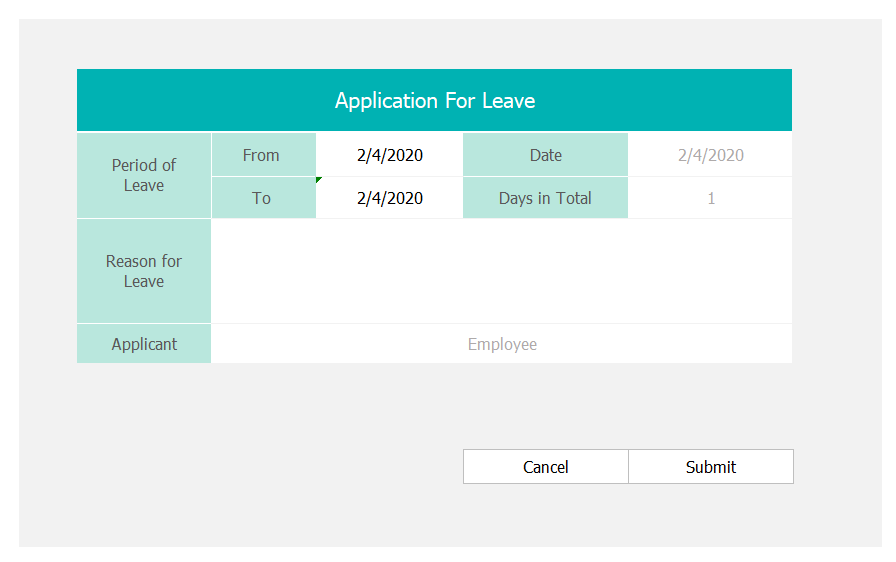 Application For Leave
Period of
Leave
From
2/4/2020
Date
2/4/2020
To
2/4/2020
Days in Total
1
Reason for
Leave
Applicant
Employee
Cancel
Submit